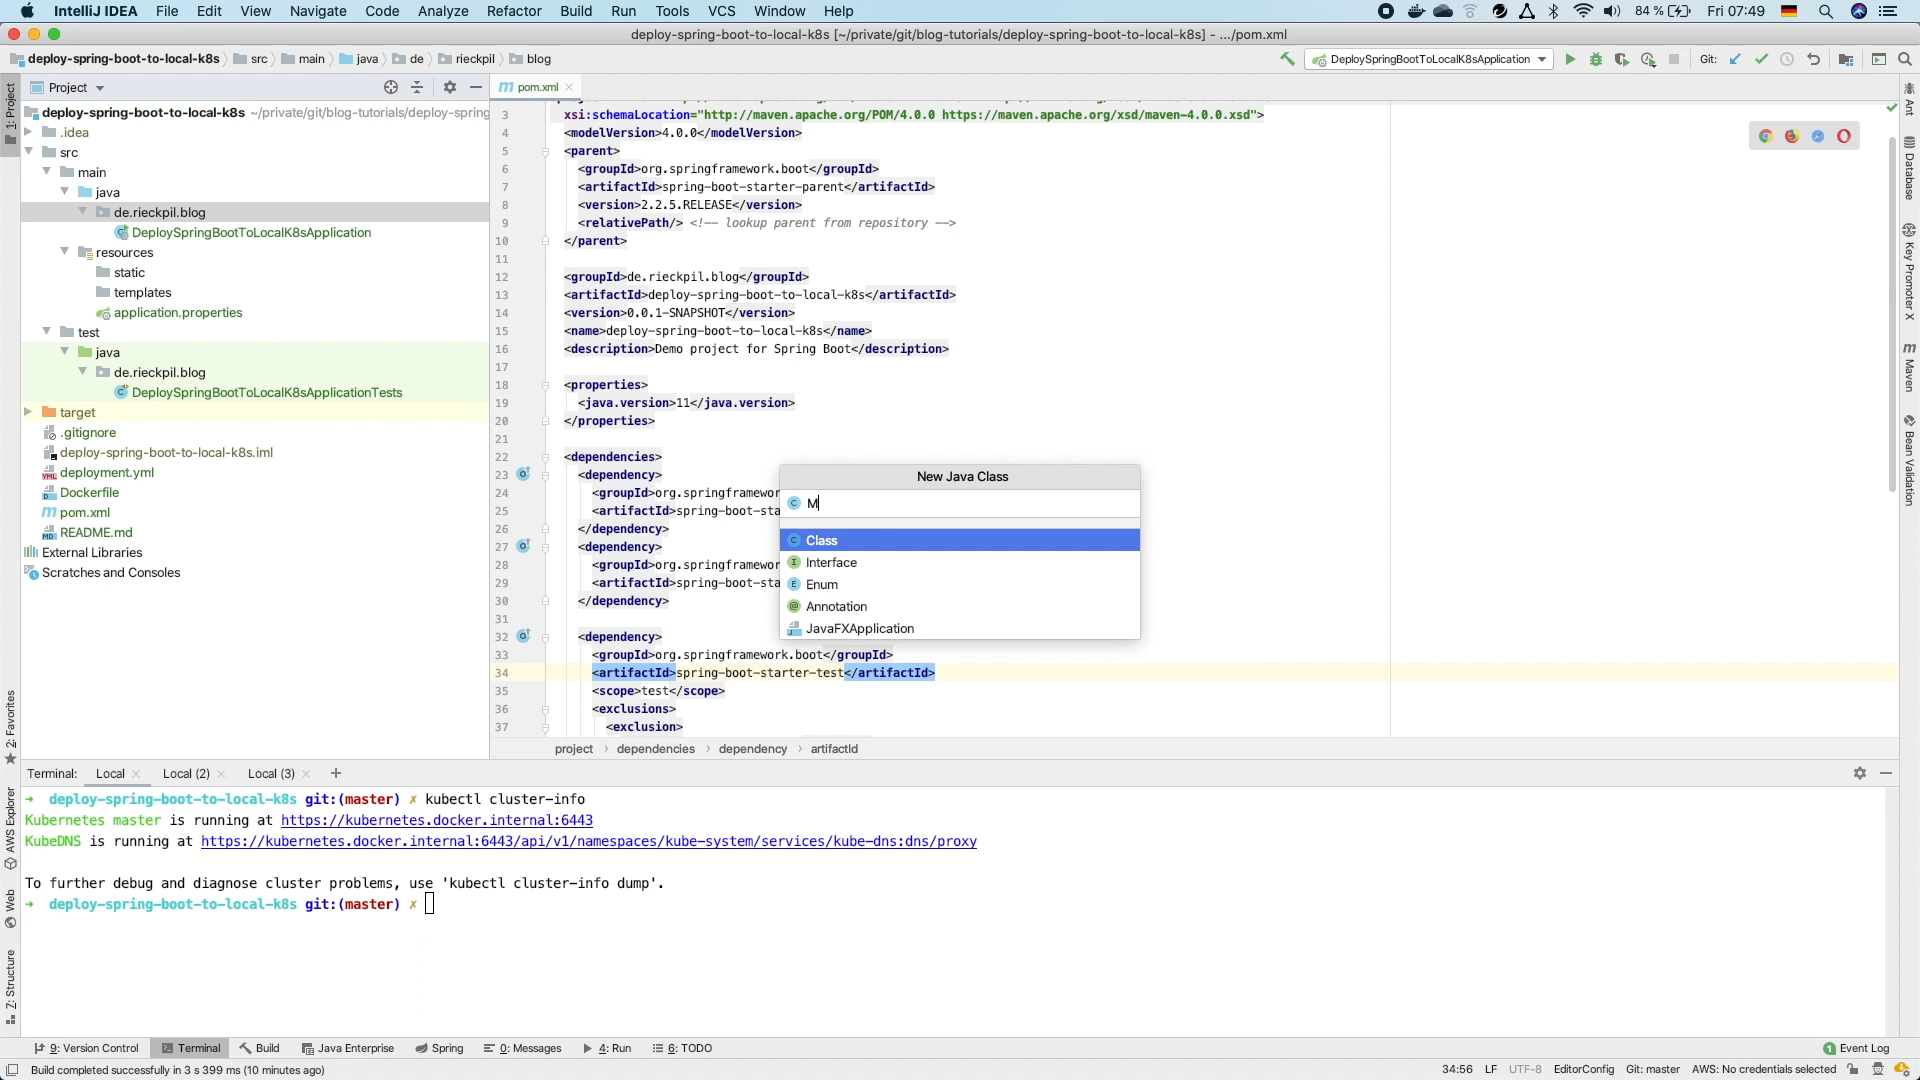 IntelliJ IDEA File Edit View Navigate Code Analyze Refactor Build Run Tools VCS Window Help 84 % Fri 07:49
deploy-spring-boot-to-local-k8s [~/private/git/blog-tutorials/deploy-spring-boot-to-local-k8s] - .../pom.xml
deploy-spring-boot-to-local-k8s src main java de rieckpil blog DeploySpringBootToLocalK8sApplication Git:
1: Project
Project
pom.xml
deploy-spring-boot-to-local-k8s ~/private/git/blog-tutorials/deploy-spring
.idea
src
main
java
de.rieckpil.blog
DeploySpringBootToLocalK8sApplication
resources
static
templates
application.properties
test
java
de.rieckpil.blog
DeploySpringBootToLocalK8sApplicationTests
target
.gitignore
deploy-spring-boot-to-local-k8s.iml
deployment.yml
Dockerfile
pom.xml
README.md
External Libraries
Scratches and Consoles
3 xsi:schemaLocation="http://maven.apache.org/POM/4.0.0 https://maven.apache.org/xsd/maven-4.0.0.xsd">
4 <modelVersion>4.0.0</modelVersion>
5 <parent>
6 <groupId>org.springframework.boot</groupId>
7 <artifactId>spring-boot-starter-parent</artifactId>
8 <version>2.2.5.RELEASE</version>
9 <relativePath/> <!-- lookup parent from repository -->
10 </parent>
11
12 <groupId>de.rieckpil.blog</groupId>
13 <artifactId>deploy-spring-boot-to-local-k8s</artifactId>
14 <version>0.0.1-SNAPSHOT</version>
15 <name>deploy-spring-boot-to-local-k8s</name>
16 <description>Demo project for Spring Boot</description>
17
18 <properties>
19 <java.version>11</java.version>
20 </properties>
21
22 <dependencies>
23 <dependency>
24 <groupId>org.springframewor
25 <artifactId>spring-boot-sta
26 </dependency>
27 <dependency>
28 <groupId>org.springframewor
29 <artifactId>spring-boot-sta
30 </dependency>
31
32 <dependency>
33 <groupId>org.springframework.boot</groupId>
34 <artifactId>spring-boot-starter-test</artifactId>
35 <scope>test</scope>
36 <exclusions>
37 <exclusion>
New Java Class
M
Class
Interface
Enum
Annotation
JavaFXApplication
project dependencies dependency artifactId
Ant
Database
Key Promoter X
Maven
Bean Validation
2: Favorites
AWS Explorer
Web
Z: Structure
Terminal: Local Local (2) Local (3) +
→ deploy-spring-boot-to-local-k8s git:(master) ✗ kubectl cluster-info
Kubernetes master is running at https://kubernetes.docker.internal:6443
KubeDNS is running at https://kubernetes.docker.internal:6443/api/v1/namespaces/kube-system/services/kube-dns:dns/proxy
To further debug and diagnose cluster problems, use 'kubectl cluster-info dump'.
→ deploy-spring-boot-to-local-k8s git:(master) ✗
9: Version Control Terminal Build Java Enterprise Spring 0: Messages 4: Run 6: TODO 1 Event Log
Build completed successfully in 3 s 399 ms (10 minutes ago) 34:56 LF UTF-8 EditorConfig Git: master AWS: No credentials selected